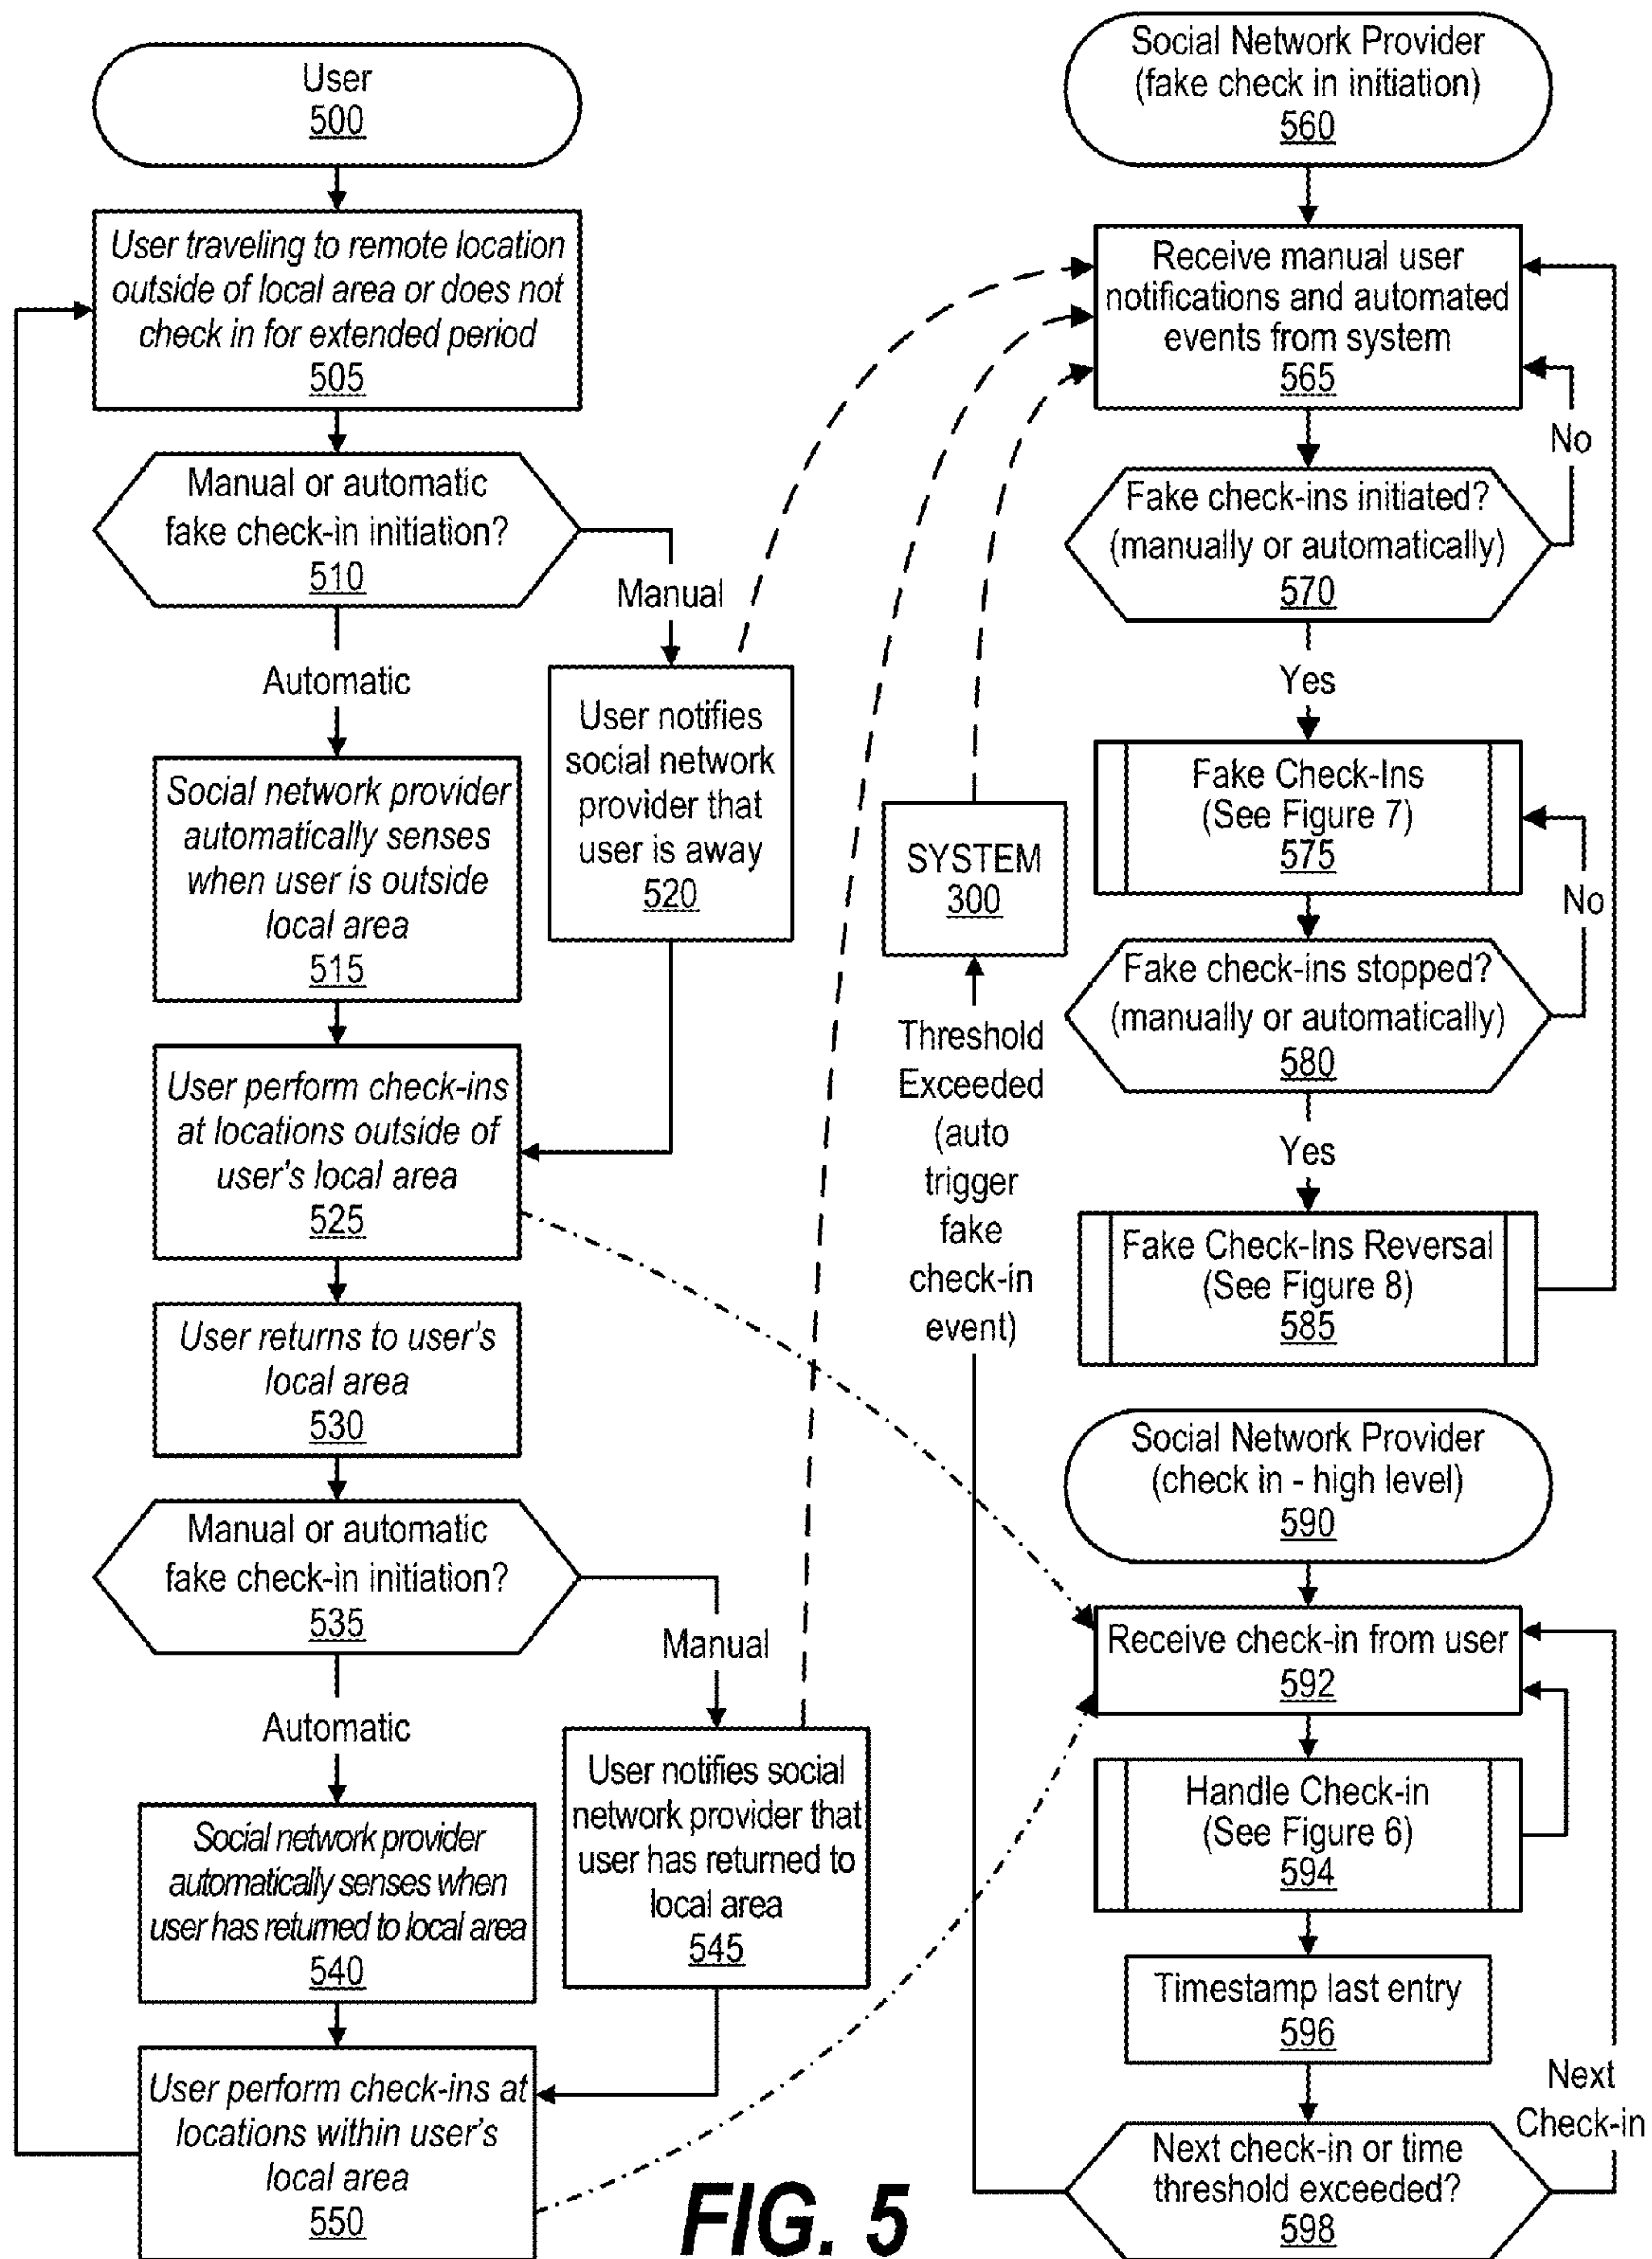 User
500
User traveling to remote location
outside of local area or does not
check in for extended period
505
Manual or automatic
fake check-in initiation?
510
Manual
Automatic
User notifies
social network
provider that
user is away
520
Social network provider
automatically senses
when user is outside
local area
515
User perform check-ins
at locations outside of
user's local area
525
User returns to user's
local area
530
Manual or automatic
fake check-in initiation?
535
Manual
Automatic
User notifies social
network provider that
user has returned to
local area
545
Social network provider
automatically senses when
user has returned to local area
540
User perform check-ins at
locations within user's
local area
550
SYSTEM
300
Threshold
Exceeded
(auto
trigger
fake
check-in
event)
Social Network Provider
(fake check in initiation)
560
Receive manual user
notifications and automated
events from system
565
No
Fake check-ins initiated?
(manually or automatically)
570
Yes
Fake Check-Ins
(See Figure 7)
575
No
Fake check-ins stopped?
(manually or automatically)
580
Yes
Fake Check-Ins Reversal
(See Figure 8)
585
Social Network Provider
(check in - high level)
590
Receive check-in from user
592
Handle Check-in
(See Figure 6)
594
Timestamp last entry
596
Next
Check-in
Next check-in or time
threshold exceeded?
598
FIG. 5